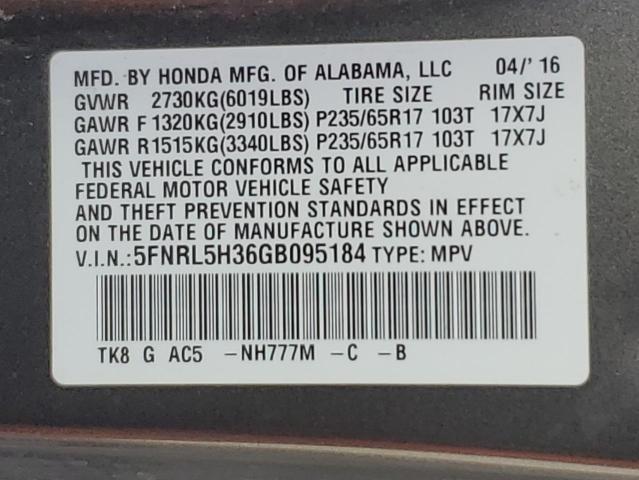 MFD. BY HONDA MFG. OF ALABAMA, LLC 04/' 16
GVWR 2730KG(6019LBS) TIRE SIZE RIM SIZE
GAWR F 1320KG(2910LBS) P235/65R17 103T 17X7J
GAWR R1515KG(3340LBS) P235/65R17 103T 17X7J
THIS VEHICLE CONFORMS TO ALL APPLICABLE
FEDERAL MOTOR VEHICLE SAFETY
AND THEFT PREVENTION STANDARDS IN EFFECT
ON THE DATE OF MANUFACTURE SHOWN ABOVE.
V.I.N.:5FNRL5H36GB095184 TYPE: MPV
TK8 G AC5 -NH777M -C -B